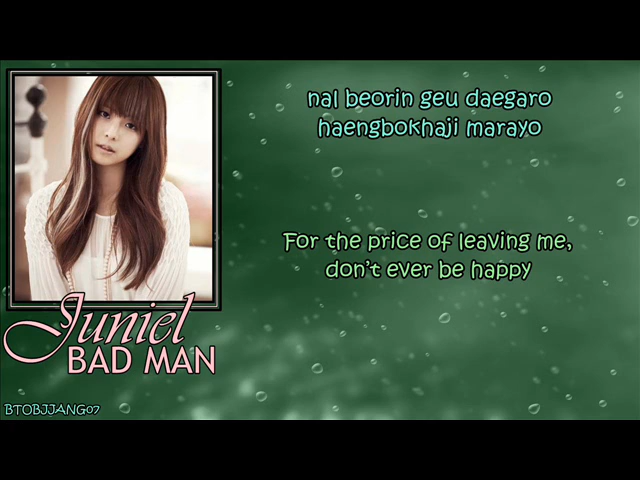 nal beorin geu daegaro
haengbokhaji marayo
For the price of leaving me,
don't ever be happy
Juniel
BAD MAN
BTOBJJANG07